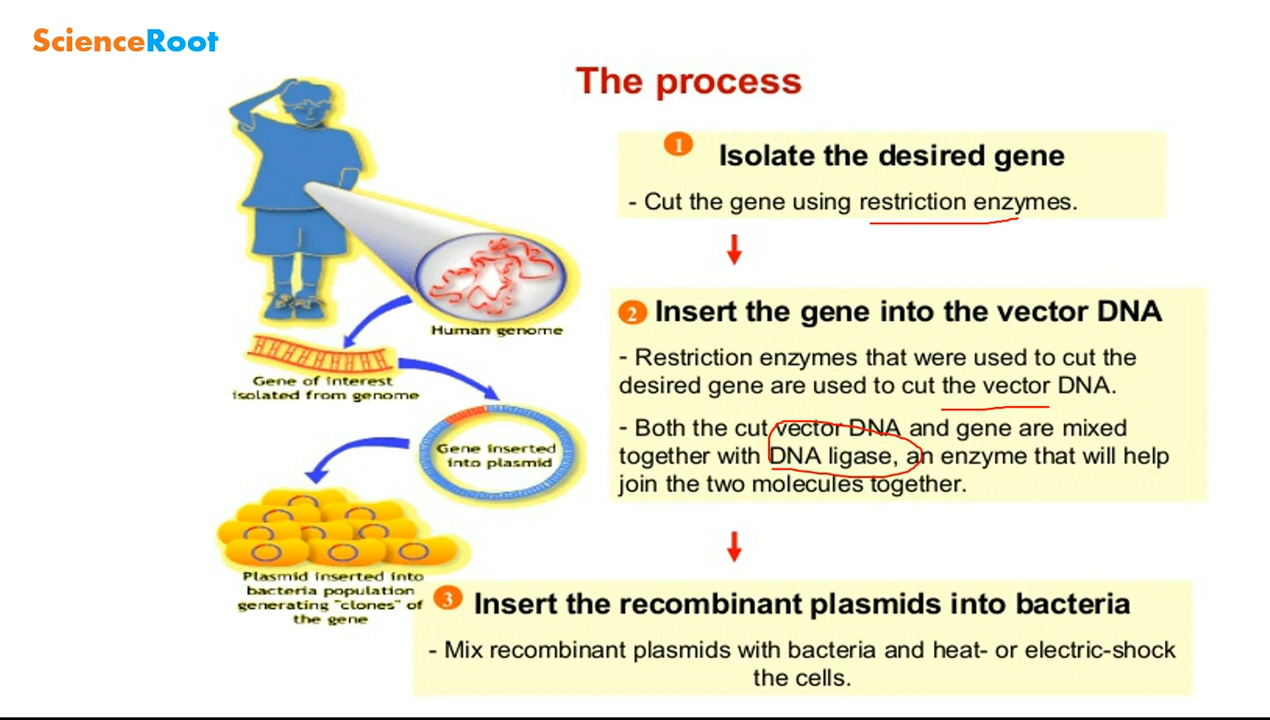 ScienceRoot
The process
1 Isolate the desired gene
- Cut the gene using restriction enzymes.
2 Insert the gene into the vector DNA
- Restriction enzymes that were used to cut the
desired gene are used to cut the vector DNA.
- Both the cut vector DNA and gene are mixed
together with DNA ligase, an enzyme that will help
join the two molecules together.
3 Insert the recombinant plasmids into bacteria
- Mix recombinant plasmids with bacteria and heat- or electric-shock
the cells.
Human genome
Gene of interest
isolated from genome
Gene inserted
into plasmid
Plasmid inserted into
bacteria population
generating "clones" of
the gene